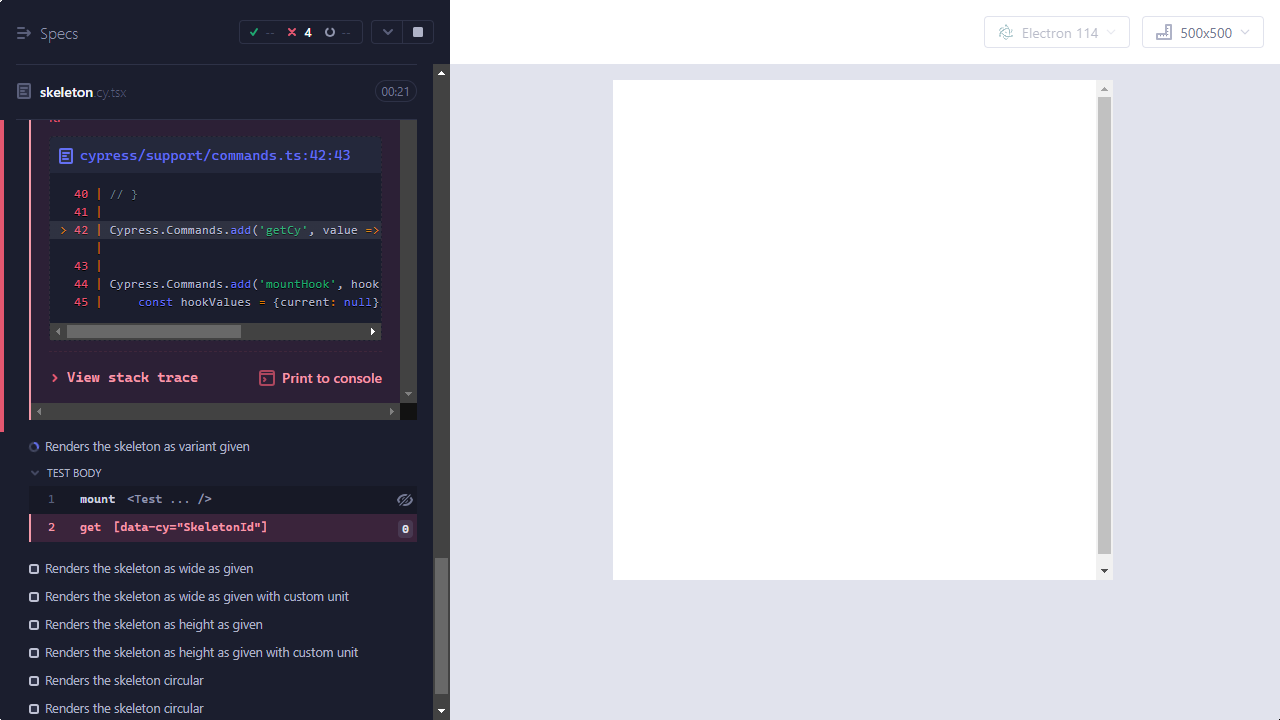 Specs
-- 4 --
Electron 114
500x500
skeleton.cy.tsx
00:21
cypress/support/commands.ts:42:43
40 | // }
41 |
> 42 | Cypress.Commands.add('getCy', value =>
|
43 |
44 | Cypress.Commands.add('mountHook', hook
45 | const hookValues = {current: null}
> View stack trace
Print to console
Renders the skeleton as variant given
TEST BODY
1 mount <Test ... />
2 get [data-cy="SkeletonId"] 0
Renders the skeleton as wide as given
Renders the skeleton as wide as given with custom unit
Renders the skeleton as height as given
Renders the skeleton as height as given with custom unit
Renders the skeleton circular
Renders the skeleton circular